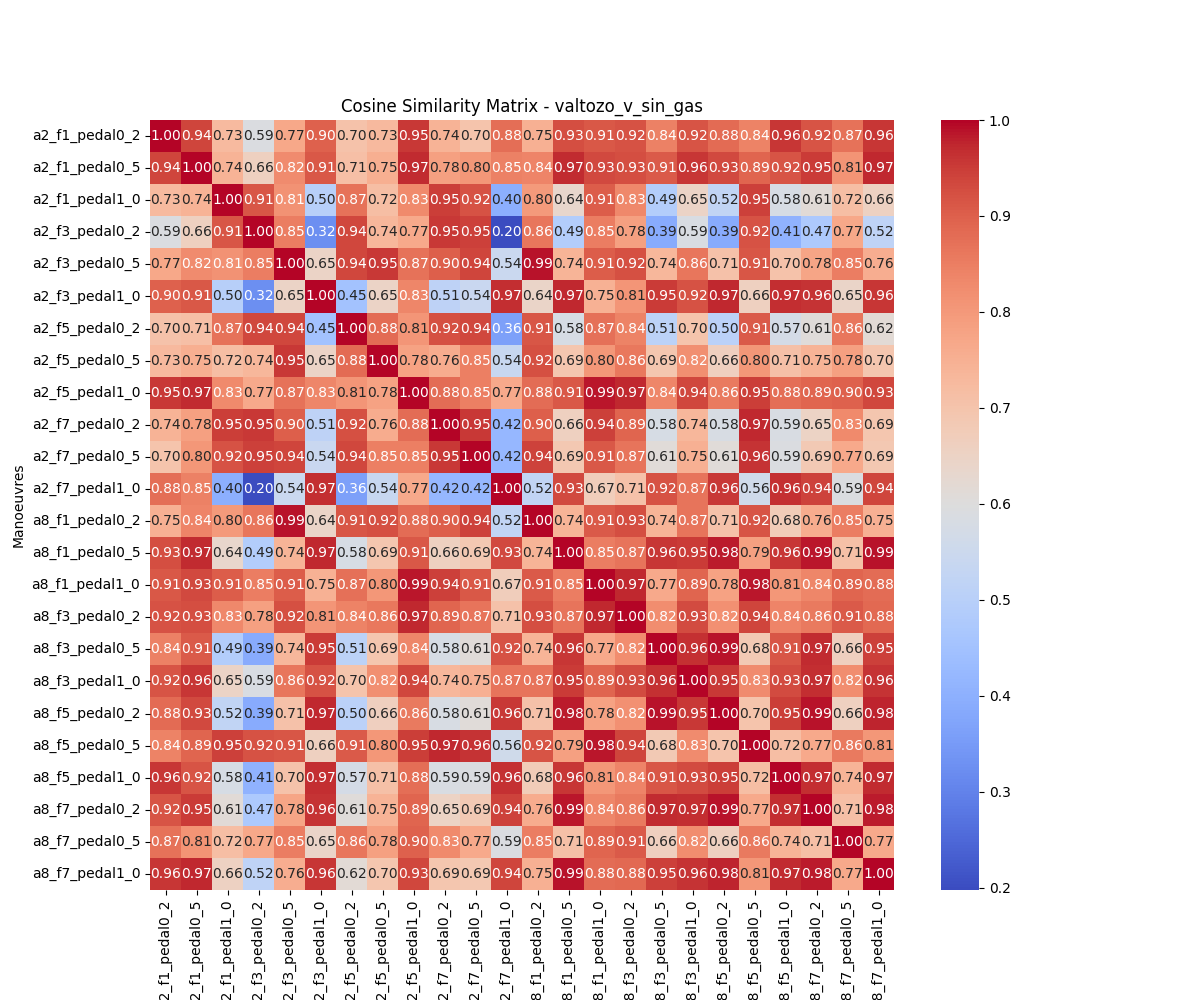 Cosine Similarity Matrix - valtozo_v_sin_gas
a2_f1_pedal0_2 1.00 0.94 0.73 0.59 0.77 0.90 0.70 0.73 0.95 0.74 0.70 0.88 0.75 0.93 0.91 0.92 0.84 0.92 0.88 0.84 0.96 0.92 0.87 0.96
a2_f1_pedal0_5 0.94 1.00 0.74 0.66 0.82 0.91 0.71 0.75 0.97 0.78 0.80 0.85 0.84 0.97 0.93 0.93 0.91 0.96 0.93 0.89 0.92 0.95 0.81 0.97
a2_f1_pedal1_0 0.73 0.74 1.00 0.91 0.81 0.50 0.87 0.72 0.83 0.95 0.92 0.40 0.80 0.64 0.91 0.83 0.49 0.65 0.52 0.95 0.58 0.61 0.72 0.66
a2_f3_pedal0_2 0.59 0.66 0.91 1.00 0.85 0.32 0.94 0.74 0.77 0.95 0.95 0.20 0.86 0.49 0.85 0.78 0.39 0.59 0.39 0.92 0.41 0.47 0.77 0.52
a2_f3_pedal0_5 0.77 0.82 0.81 0.85 1.00 0.65 0.94 0.95 0.87 0.90 0.94 0.54 0.99 0.74 0.91 0.92 0.74 0.86 0.71 0.91 0.70 0.78 0.85 0.76
a2_f3_pedal1_0 0.90 0.91 0.50 0.32 0.65 1.00 0.45 0.65 0.83 0.51 0.54 0.97 0.64 0.97 0.75 0.81 0.95 0.92 0.97 0.66 0.97 0.96 0.65 0.96
a2_f5_pedal0_2 0.70 0.71 0.87 0.94 0.94 0.45 1.00 0.88 0.81 0.92 0.94 0.36 0.91 0.58 0.87 0.84 0.51 0.70 0.50 0.91 0.57 0.61 0.86 0.62
a2_f5_pedal0_5 0.73 0.75 0.72 0.74 0.95 0.65 0.88 1.00 0.78 0.76 0.85 0.54 0.92 0.69 0.80 0.86 0.69 0.82 0.66 0.80 0.71 0.75 0.78 0.70
a2_f5_pedal1_0 0.95 0.97 0.83 0.77 0.87 0.83 0.81 0.78 1.00 0.88 0.85 0.77 0.88 0.91 0.99 0.97 0.84 0.94 0.86 0.95 0.88 0.89 0.90 0.93
a2_f7_pedal0_2 0.74 0.78 0.95 0.95 0.90 0.51 0.92 0.76 0.88 1.00 0.95 0.42 0.90 0.66 0.94 0.89 0.58 0.74 0.58 0.97 0.59 0.65 0.83 0.69
a2_f7_pedal0_5 0.70 0.80 0.92 0.95 0.94 0.54 0.94 0.85 0.85 0.95 1.00 0.42 0.94 0.69 0.91 0.87 0.61 0.75 0.61 0.96 0.59 0.69 0.77 0.69
a2_f7_pedal1_0 0.88 0.85 0.40 0.20 0.54 0.97 0.36 0.54 0.77 0.42 0.42 1.00 0.52 0.93 0.67 0.71 0.92 0.87 0.96 0.56 0.96 0.94 0.59 0.94
a8_f1_pedal0_2 0.75 0.84 0.80 0.86 0.99 0.64 0.91 0.92 0.88 0.90 0.94 0.52 1.00 0.74 0.91 0.93 0.74 0.87 0.71 0.92 0.68 0.76 0.85 0.75
a8_f1_pedal0_5 0.93 0.97 0.64 0.49 0.74 0.97 0.58 0.69 0.91 0.66 0.69 0.93 0.74 1.00 0.85 0.87 0.96 0.95 0.98 0.79 0.96 0.99 0.71 0.99
a8_f1_pedal1_0 0.91 0.93 0.91 0.85 0.91 0.75 0.87 0.80 0.99 0.94 0.91 0.67 0.91 0.85 1.00 0.97 0.77 0.89 0.78 0.98 0.81 0.84 0.89 0.88
a8_f3_pedal0_2 0.92 0.93 0.83 0.78 0.92 0.81 0.84 0.86 0.97 0.89 0.87 0.71 0.93 0.87 0.97 1.00 0.82 0.93 0.82 0.94 0.84 0.86 0.91 0.88
a8_f3_pedal0_5 0.84 0.91 0.49 0.39 0.74 0.95 0.51 0.69 0.84 0.58 0.61 0.92 0.74 0.96 0.77 0.82 1.00 0.96 0.99 0.68 0.91 0.97 0.66 0.95
a8_f3_pedal1_0 0.92 0.96 0.65 0.59 0.86 0.92 0.70 0.82 0.94 0.74 0.75 0.87 0.87 0.95 0.89 0.93 0.96 1.00 0.95 0.83 0.93 0.97 0.82 0.96
a8_f5_pedal0_2 0.88 0.93 0.52 0.39 0.71 0.97 0.50 0.66 0.86 0.58 0.61 0.96 0.71 0.98 0.78 0.82 0.99 0.95 1.00 0.70 0.95 0.99 0.66 0.98
a8_f5_pedal0_5 0.84 0.89 0.95 0.92 0.91 0.66 0.91 0.80 0.95 0.97 0.96 0.56 0.92 0.79 0.98 0.94 0.68 0.83 0.70 1.00 0.72 0.77 0.86 0.81
a8_f5_pedal1_0 0.96 0.92 0.58 0.41 0.70 0.97 0.57 0.71 0.88 0.59 0.59 0.96 0.68 0.96 0.81 0.84 0.91 0.93 0.95 0.72 1.00 0.97 0.74 0.97
a8_f7_pedal0_2 0.92 0.95 0.61 0.47 0.78 0.96 0.61 0.75 0.89 0.65 0.69 0.94 0.76 0.99 0.84 0.86 0.97 0.97 0.99 0.77 0.97 1.00 0.71 0.98
a8_f7_pedal0_5 0.87 0.81 0.72 0.77 0.85 0.65 0.86 0.78 0.90 0.83 0.77 0.59 0.85 0.71 0.89 0.91 0.66 0.82 0.66 0.86 0.74 0.71 1.00 0.77
a8_f7_pedal1_0 0.96 0.97 0.66 0.52 0.76 0.96 0.62 0.70 0.93 0.69 0.69 0.94 0.75 0.99 0.88 0.88 0.95 0.96 0.98 0.81 0.97 0.98 0.77 1.00
Manoeuvres
2_f1_pedal0_2
2_f1_pedal0_5
2_f1_pedal1_0
2_f3_pedal0_2
2_f3_pedal0_5
2_f3_pedal1_0
2_f5_pedal0_2
2_f5_pedal0_5
2_f5_pedal1_0
2_f7_pedal0_2
2_f7_pedal0_5
2_f7_pedal1_0
8_f1_pedal0_2
8_f1_pedal0_5
8_f1_pedal1_0
8_f3_pedal0_2
8_f3_pedal0_5
8_f3_pedal1_0
8_f5_pedal0_2
8_f5_pedal0_5
8_f5_pedal1_0
8_f7_pedal0_2
8_f7_pedal0_5
8_f7_pedal1_0
1.0
0.9
0.8
0.7
0.6
0.5
0.4
0.3
0.2